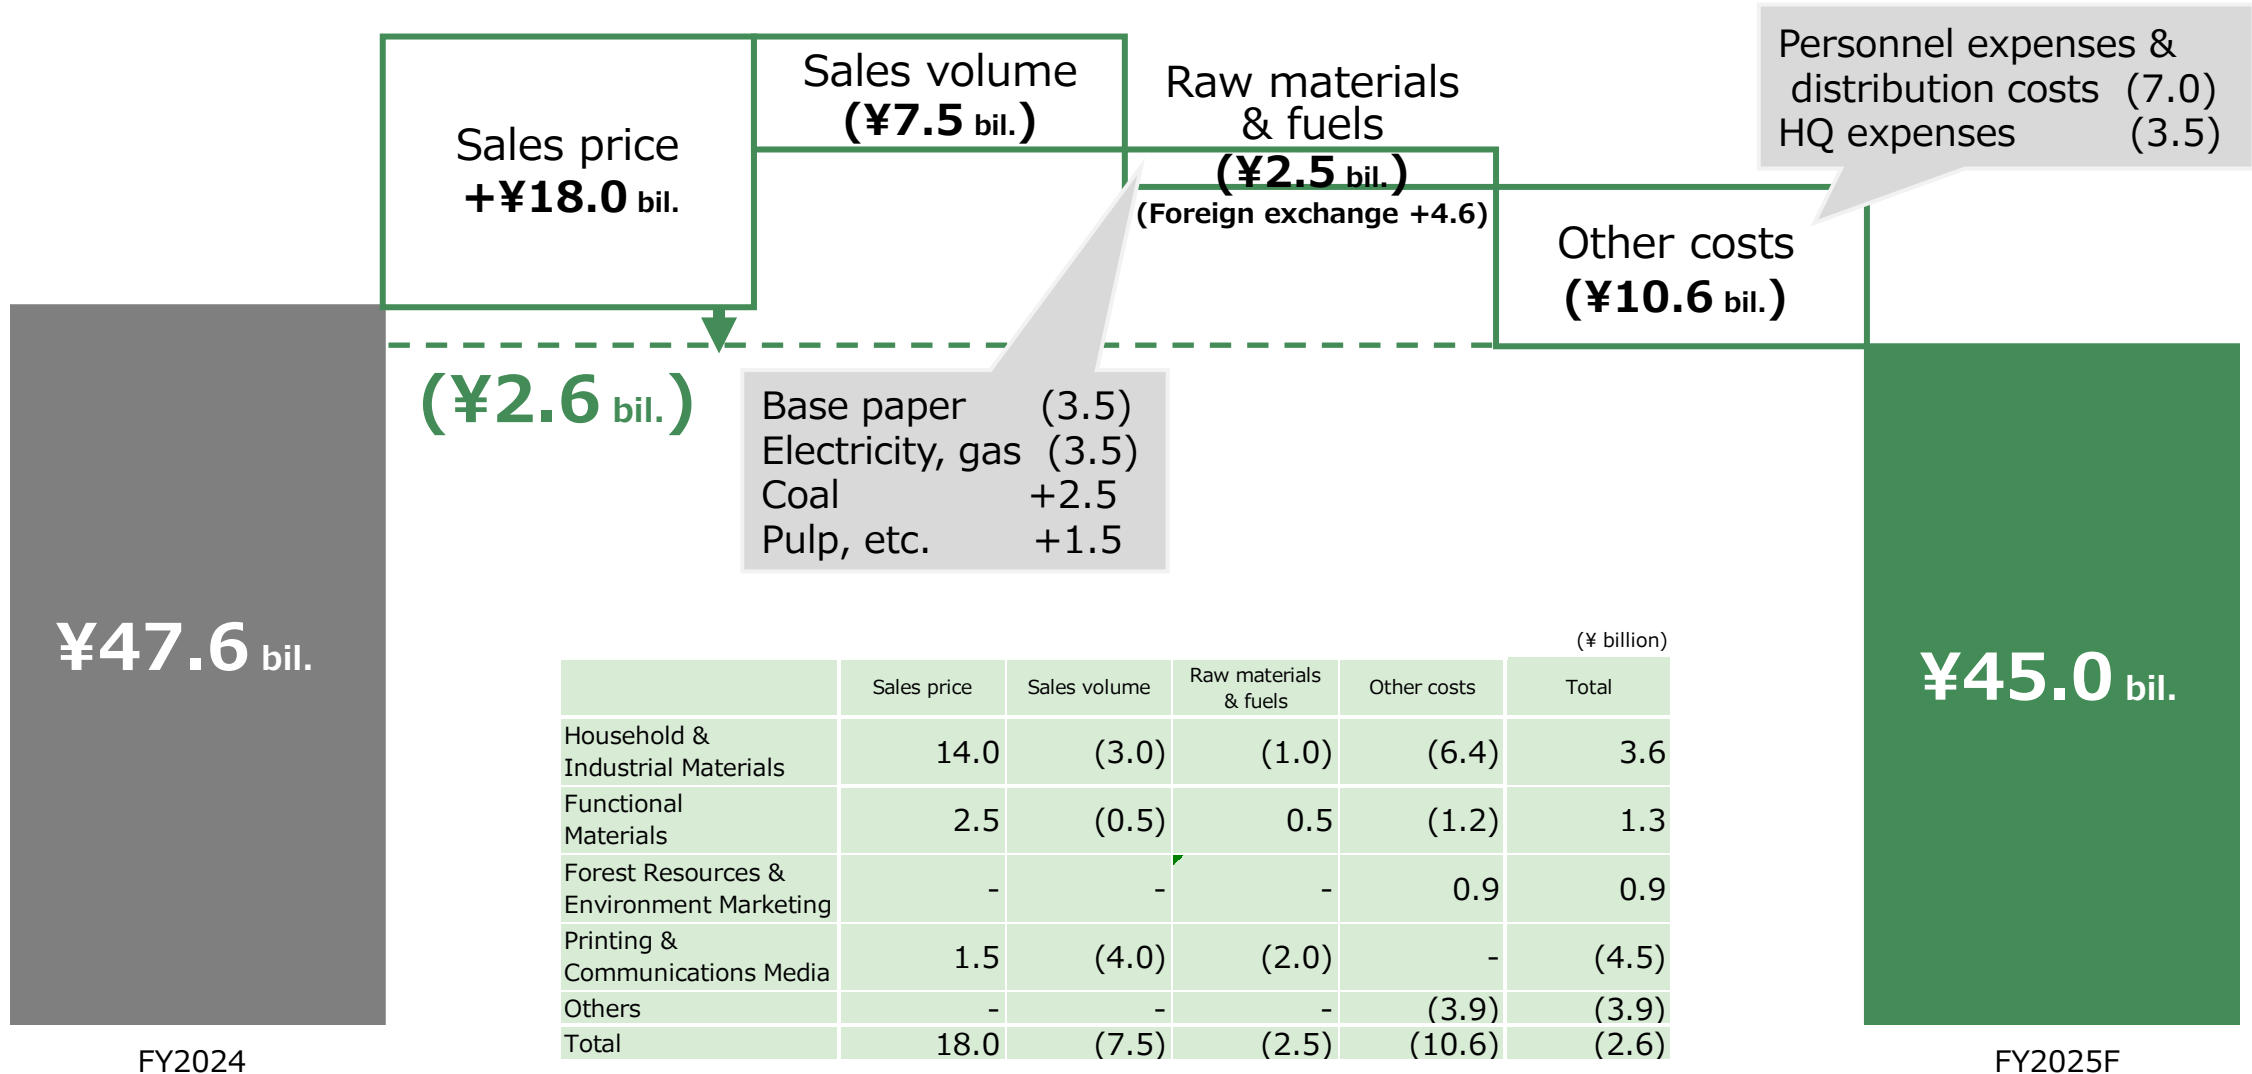 Sales price
+¥18.0 bil.
Sales volume
(¥7.5 bil.)
Raw materials
& fuels
(¥2.5 bil.)
(Foreign exchange +4.6)
Personnel expenses &
distribution costs (7.0)
HQ expenses (3.5)
Other costs
(¥10.6 bil.)
(¥2.6 bil.)
Base paper (3.5)
Electricity, gas (3.5)
Coal +2.5
Pulp, etc. +1.5
¥47.6 bil.
¥45.0 bil.
(¥ billion)
Sales price Sales volume Raw materials & fuels Other costs Total
Household &
Industrial Materials 14.0 (3.0) (1.0) (6.4) 3.6
Functional
Materials 2.5 (0.5) 0.5 (1.2) 1.3
Forest Resources &
Environment Marketing - - - 0.9 0.9
Printing &
Communications Media 1.5 (4.0) (2.0) - (4.5)
Others - - - (3.9) (3.9)
Total 18.0 (7.5) (2.5) (10.6) (2.6)
FY2024
FY2025F